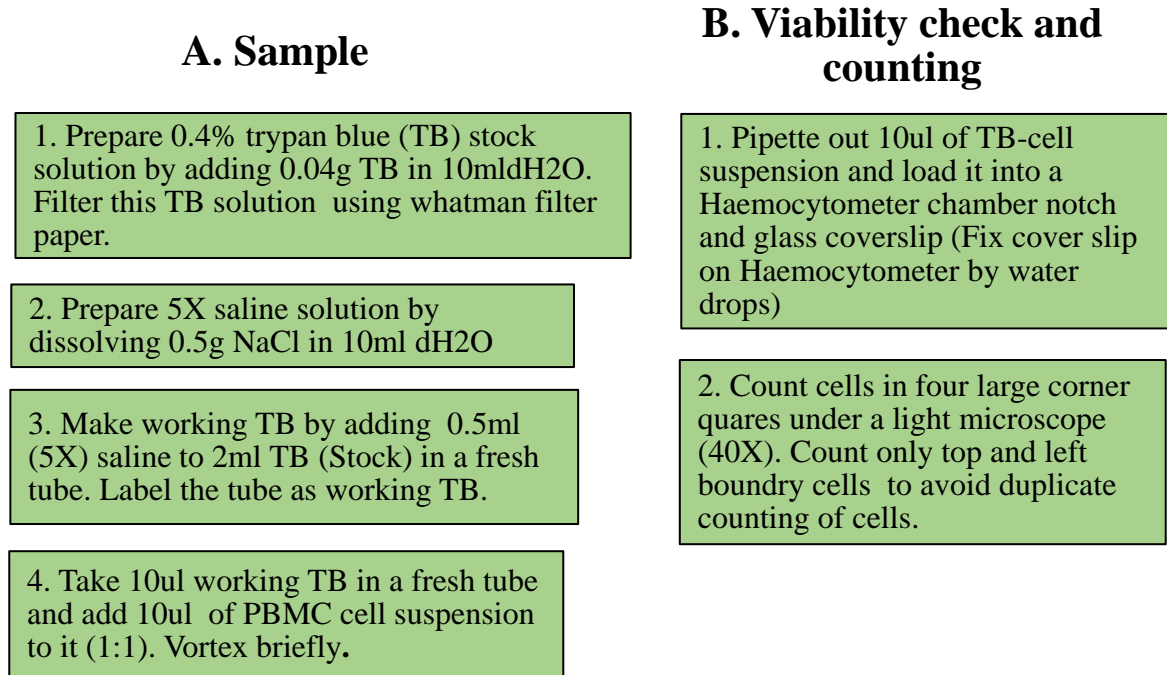 A. Sample
1. Prepare 0.4% trypan blue (TB) stock
solution by adding 0.04g TB in 10mldH2O.
Filter this TB solution using whatman filter
paper.
2. Prepare 5X saline solution by
dissolving 0.5g NaCl in 10ml dH2O
3. Make working TB by adding 0.5ml
(5X) saline to 2ml TB (Stock) in a fresh
tube. Label the tube as working TB.
4. Take 10ul working TB in a fresh tube
and add 10ul of PBMC cell suspension
to it (1:1). Vortex briefly.
B. Viability check and
counting
1. Pipette out 10ul of TB-cell
suspension and load it into a
Haemocytometer chamber notch
and glass coverslip (Fix cover slip
on Haemocytometer by water
drops)
2. Count cells in four large corner
quares under a light microscope
(40X). Count only top and left
boundry cells to avoid duplicate
counting of cells.